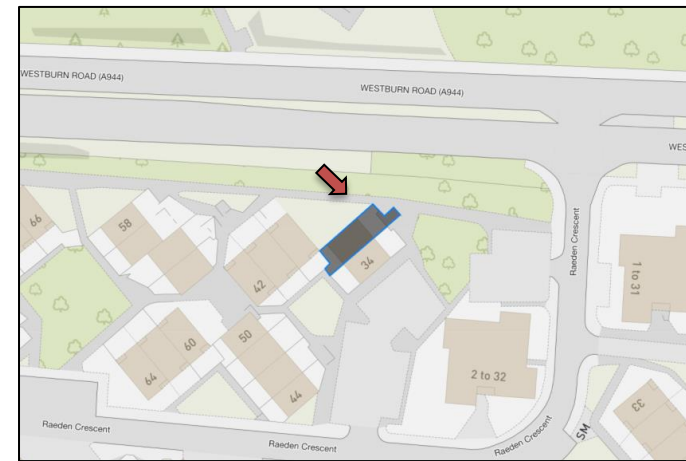 WESTBURN ROAD (A944)
WESTBURN ROAD (A944)
WES
66
58
Raeden Crescent
1 to 31
34
42
50
60
64
44
2 to 32
33
SM
Raeden Crescent
Raeden Crescent
Raeden Crescent